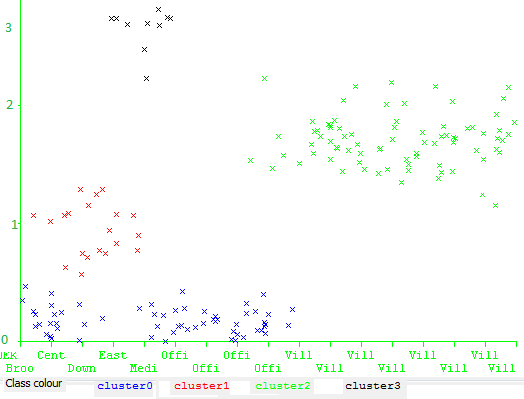 3
2
1
0
UEK Cent East Offi Offi Vill Vill Vill Vill
Broo Down Medi Offi Offi Vill Vill Vill Vill
Class colour
cluster0 cluster1 cluster2 cluster3